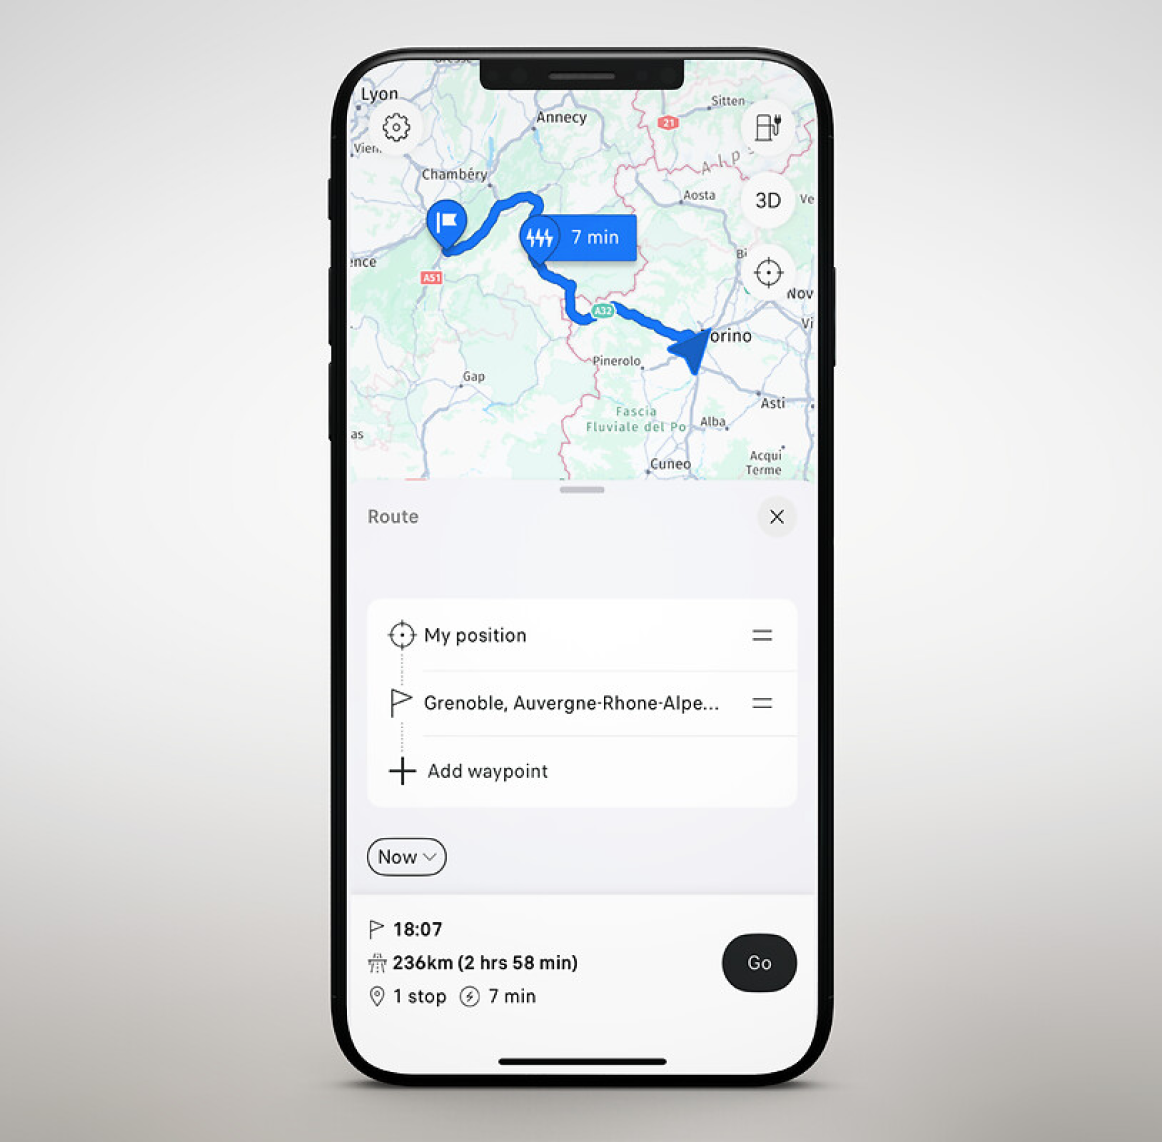 Lyon
Sitten
21
Annecy
Vien
Alps
Chambéry
Aosta
3D
Ve
7 min
ence
Bi
A51
Nov
A32
Vi
orino
Pinerolo
Gap
Asti
Fascia
Fluviale del Po
Alba
as
Acqui
Terme
Cuneo
Route
My position
Grenoble, Auvergne-Rhone-Alpe...
Add waypoint
Now
18:07
236km (2 hrs 58 min)
1 stop 7 min
Go